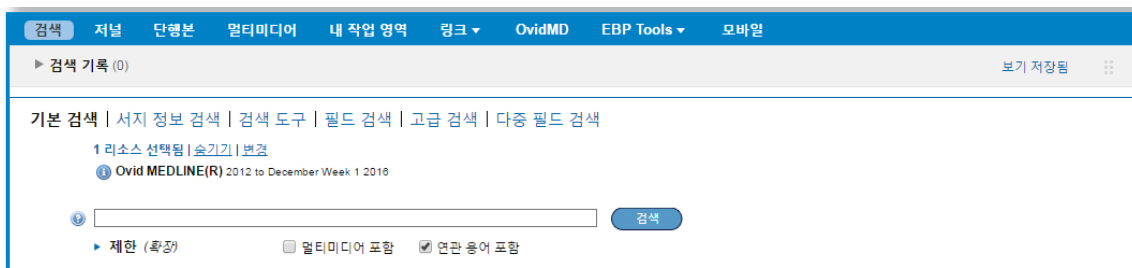 검색 저널 단행본 멀티미디어 내 작업 영역 링크 ▾ OvidMD EBP Tools ▾ 모바일
▶ 검색 기록 (0) 보기 저장됨
기본 검색 | 서지 정보 검색 | 검색 도구 | 필드 검색 | 고급 검색 | 다중 필드 검색
1 리소스 선택됨 | 숨기기 | 변경
Ovid MEDLINE(R) 2012 to December Week 1 2016
검색
▸ 제한 (확장) 멀티미디어 포함 연관 용어 포함